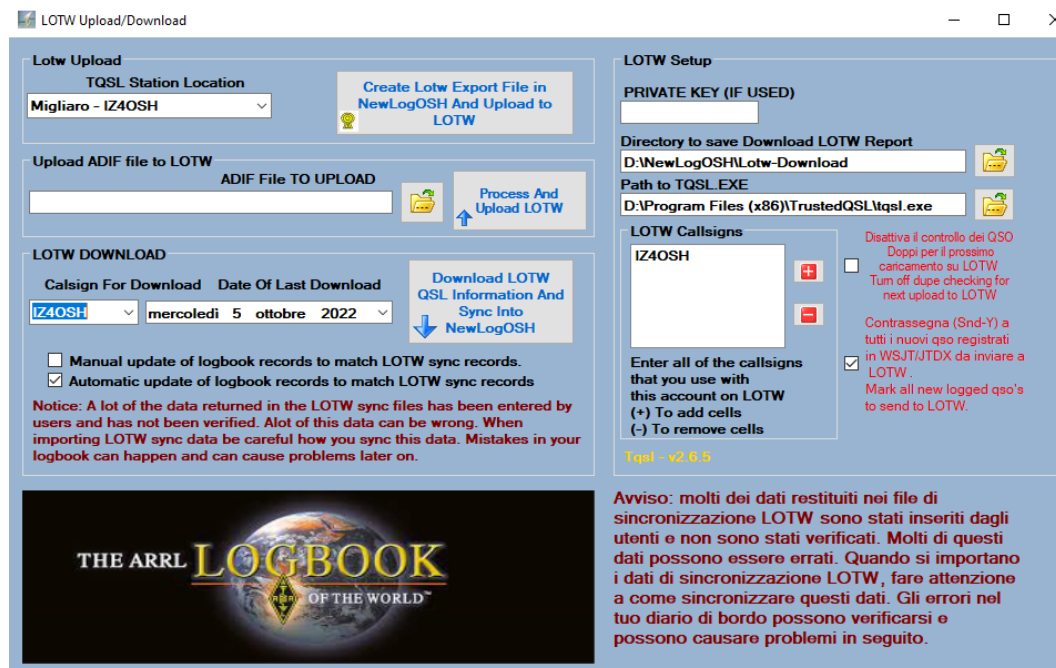 LOTW Upload/Download
Lotw Upload
TQSL Station Location
Migliaro - IZ4OSH
Create Lotw Export File in
NewLogOSH And Upload to
LOTW
Upload ADIF file to LOTW
ADIF File TO UPLOAD
Process And
Upload LOTW
LOTW DOWNLOAD
Calsign For Download
Date Of Last Download
IZ4OSH
mercoledì 5 ottobre 2022
Download LOTW
QSL Information And
Sync Into
NewLogOSH
Manual update of logbook records to match LOTW sync records.
Automatic update of logbook records to match LOTW sync records
Notice: A lot of the data returned in the LOTW sync files has been entered by
users and has not been verified. Alot of this data can be wrong. When
importing LOTW sync data be careful how you sync this data. Mistakes in your
logbook can happen and can cause problems later on.
THE ARRL LOGBOOK
OF THE WORLD™
LOTW Setup
PRIVATE KEY (IF USED)
Directory to save Download LOTW Report
D:\NewLogOSH\Lotw-Download
Path to TQSL.EXE
D:\Program Files (x86)\TrustedQSL\tqsl.exe
LOTW Callsigns
IZ4OSH
Enter all of the callsigns
that you use with
this account on LOTW
(+) To add cells
(-) To remove cells
Disattiva il controllo dei QSO
Doppi per il prossimo
caricamento su LOTW
Turn off dupe checking for
next upload to LOTW
Contrassegna (Snd-Y) a
tutti i nuovi qso registrati
in WSJT/JTDX da inviare a
LOTW .
Mark all new logged qso's
to send to LOTW.
Tqsl - v2.6.5
Avviso: molti dei dati restituiti nei file di
sincronizzazione LOTW sono stati inseriti dagli
utenti e non sono stati verificati. Molti di questi
dati possono essere errati. Quando si importano
i dati di sincronizzazione LOTW, fare attenzione
a come sincronizzare questi dati. Gli errori nel
tuo diario di bordo possono verificarsi e
possono causare problemi in seguito.